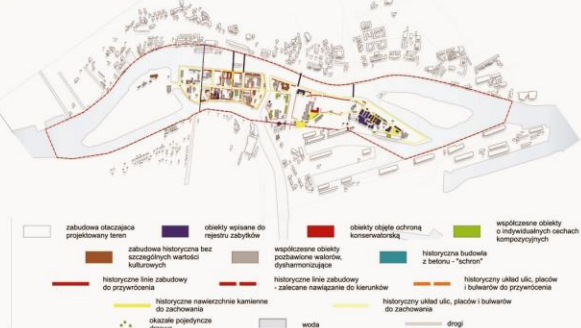 zabudowa otaczająca
projektowany teren
obiekty wpisane do
rejestru zabytków
obiekty objęte ochroną
konserwatorską
współczesne obiekty
o indywidualnych cechach
kompozycyjnych
zabudowa historyczna bez
szczególnych wartości
kulturowych
współczesne obiekty
pozbawione walorów,
dysharmonizujące
historyczna budowla
z betonu - "schron"
historyczne linie zabudowy
do przywrócenia
historyczne linie zabudowy
- zalecane nawiązanie do kierunków
historyczny układ ulic, placów
i bulwarów do przywrócenia
historyczne nawierzchnie kamienne
do zachowania
historyczny układ ulic, placów i bulwarów
do zachowania
okazałe pojedyncze
drzewa
woda
drogi